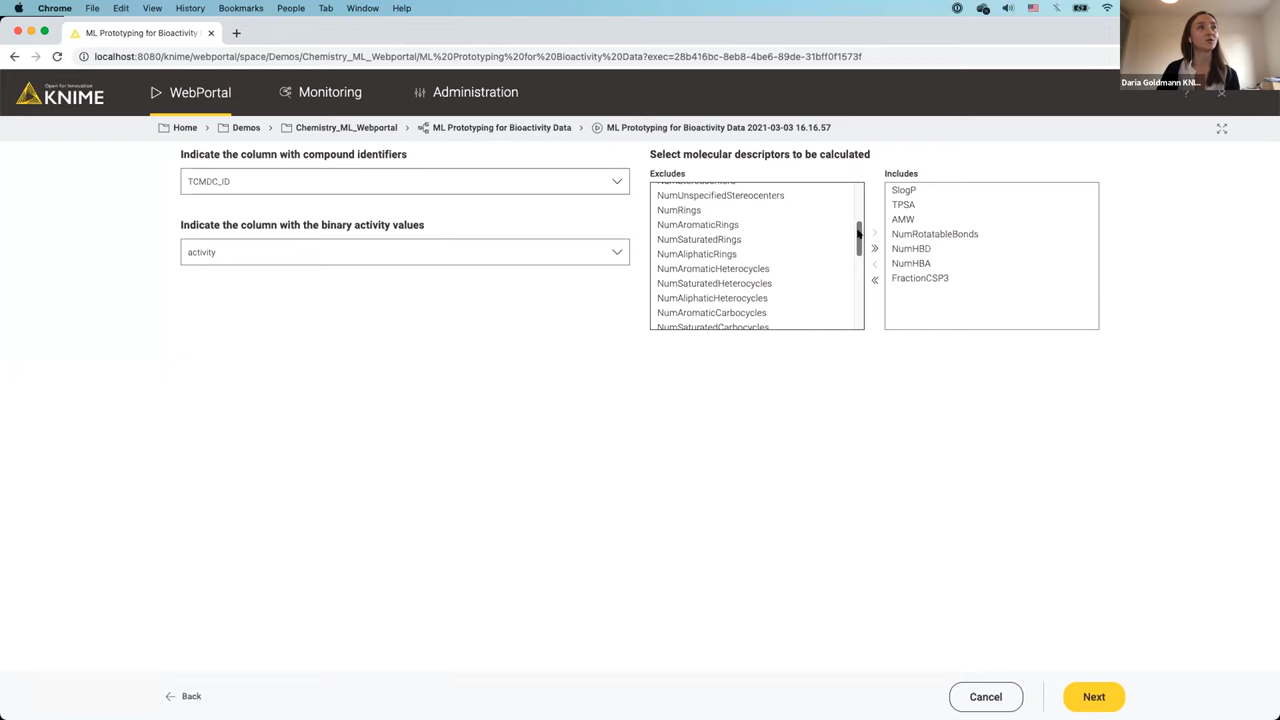 Chrome File Edit View History Bookmarks People Tab Window Help
ML Prototyping for Bioactivity
localhost:8080/knime/webportal/space/Demos/Chemistry_ML_Webportal/ML%20Prototyping%20for%20Bioactivity%20Data?exec=28b416bc-8eb8-4be6-89de-31bff0f1573f
Daria Goldmann KNI...
Open for Innovation
KNIME
WebPortal
Monitoring
Administration
Home > Demos > Chemistry_ML_Webportal > ML Prototyping for Bioactivity Data > ML Prototyping for Bioactivity Data 2021-03-03 16.16.57
Indicate the column with compound identifiers
TCMDC_ID
Indicate the column with the binary activity values
activity
Select molecular descriptors to be calculated
Excludes
NumUnspecifiedStereocenters
NumRings
NumAromaticRings
NumSaturatedRings
NumAliphaticRings
NumAromaticHeterocycles
NumSaturatedHeterocycles
NumAliphaticHeterocycles
NumAromaticCarbocycles
NumSaturatedCarbocycles
Includes
SlogP
TPSA
AMW
NumRotatableBonds
NumHBD
NumHBA
FractionCSP3
Back
Cancel
Next